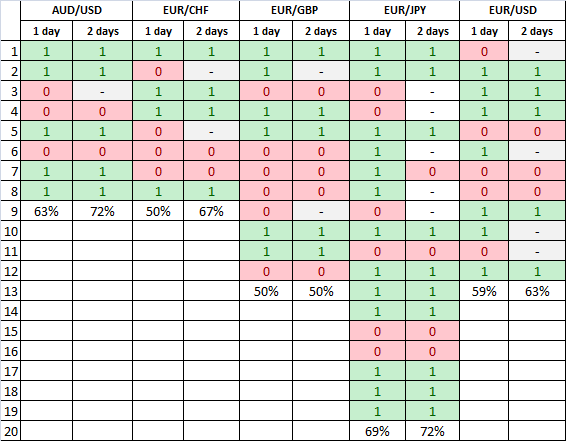 AUD/USD EUR/CHF EUR/GBP EUR/JPY EUR/USD
1 day 2 days 1 day 2 days 1 day 2 days 1 day 2 days 1 day 2 days
1 1 1 1 1 1 1 1 1 0 -
2 1 1 0 - 1 - 1 1 1 1
3 0 - 1 1 0 0 0 - 1 1
4 0 0 1 1 1 1 0 - 1 1
5 1 1 0 - 1 1 1 1 0 0
6 0 0 0 0 0 0 1 - 1 -
7 1 1 0 0 0 0 1 0 0 0
8 1 1 1 1 0 0 1 - 0 0
9 63% 72% 50% 67% 0 - 0 - 1 1
10 1 1 1 1 1 -
11 1 1 0 0 0 -
12 0 0 1 1 1 1
13 50% 50% 1 1 59% 63%
14 1 1
15 0 0
16 0 0
17 1 1
18 1 1
19 1 1
20 69% 72%